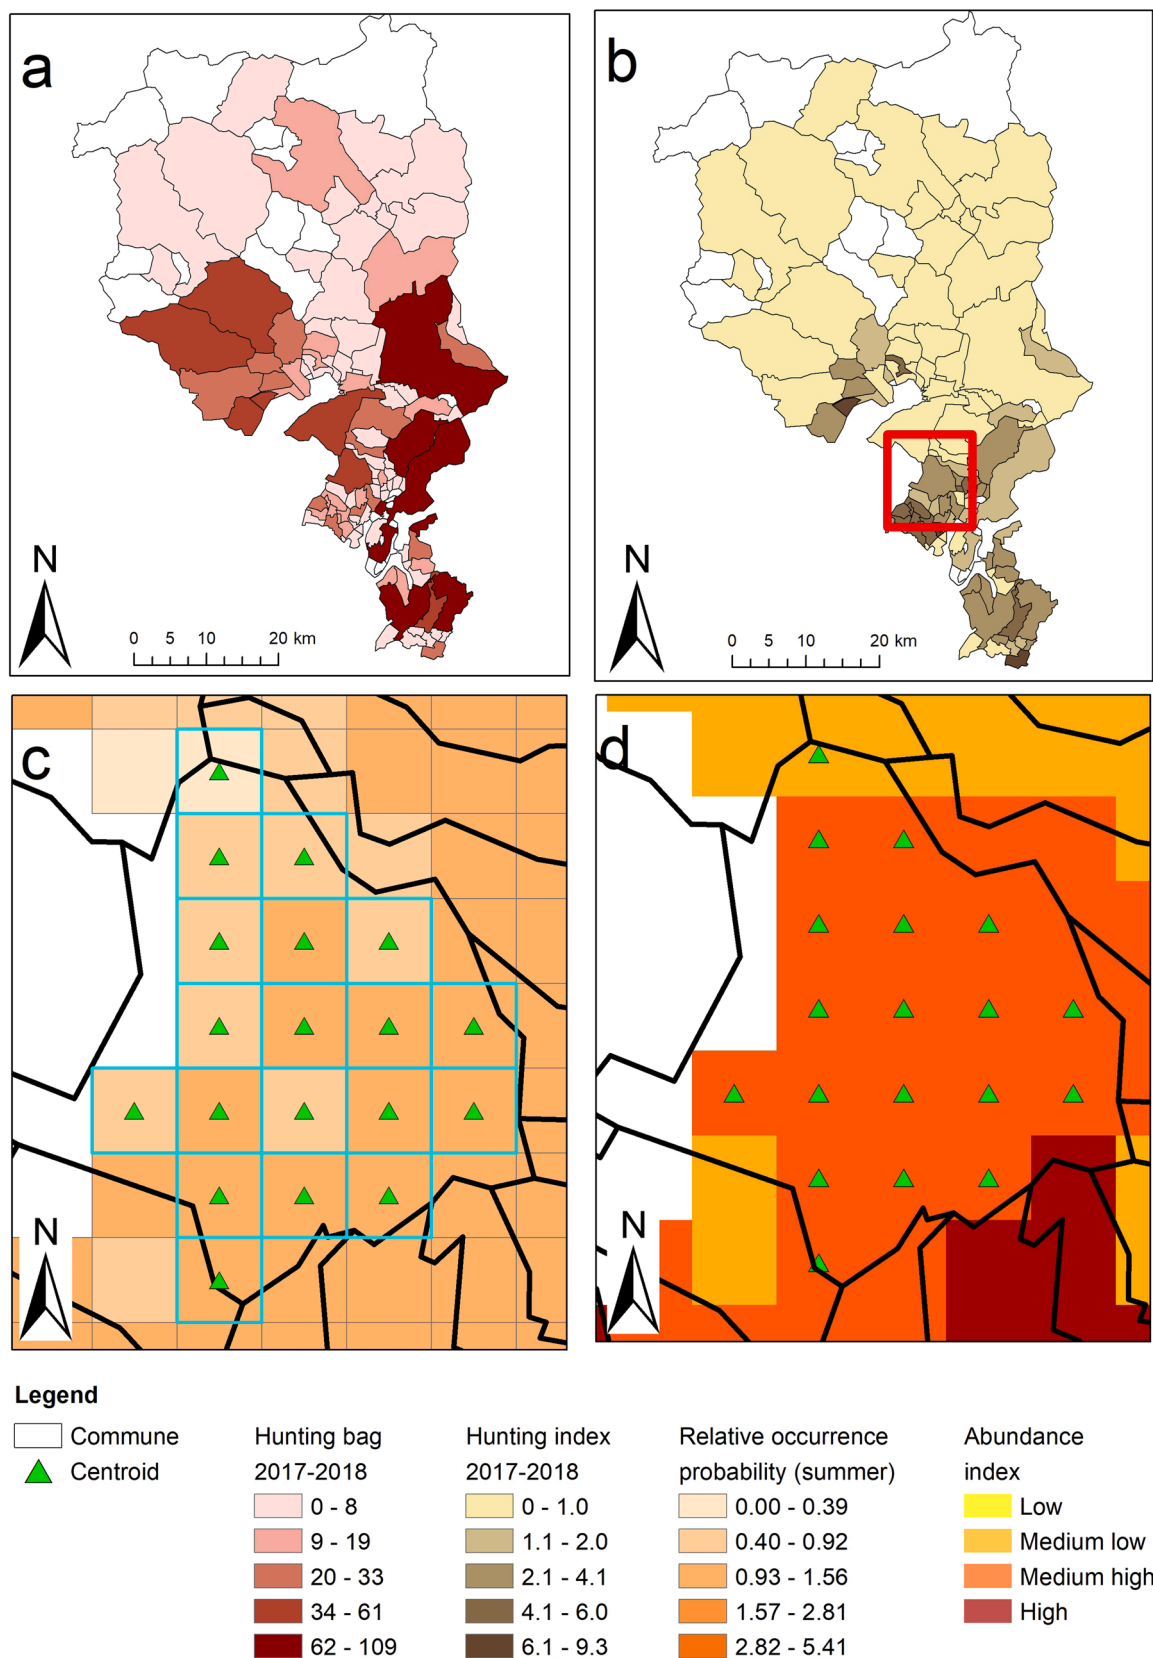 a
b
N
N
0 5 10 20 km
0 5 10 20 km
c
d
N
N
Legend
Commune
Centroid
Hunting bag
2017-2018
0 - 8
9 - 19
20 - 33
34 - 61
62 - 109
Hunting index
2017-2018
0 - 1.0
1.1 - 2.0
2.1 - 4.1
4.1 - 6.0
6.1 - 9.3
Relative occurrence
probability (summer)
0.00 - 0.39
0.40 - 0.92
0.93 - 1.56
1.57 - 2.81
2.82 - 5.41
Abundance
index
Low
Medium low
Medium high
High